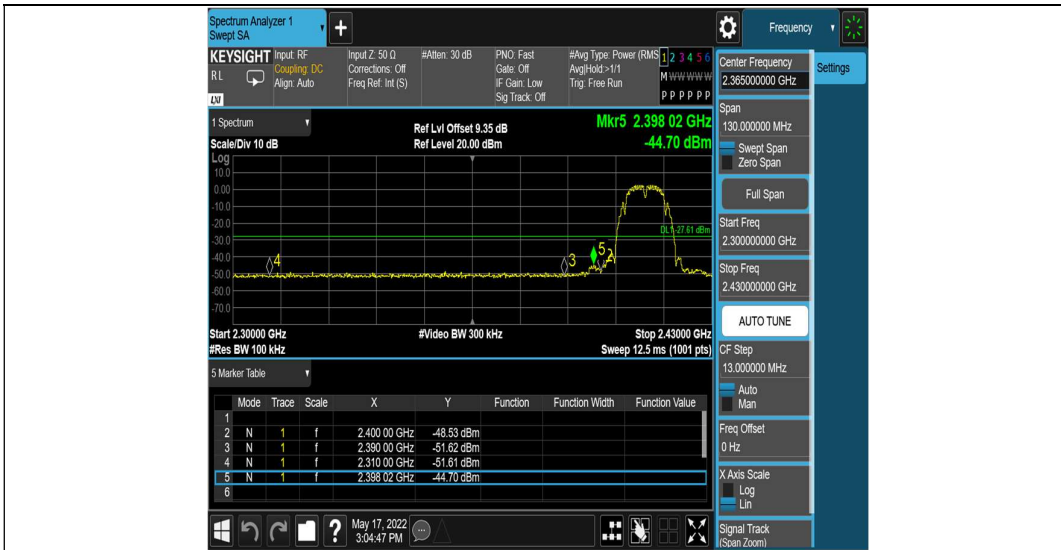 Spectrum Analyzer 1
Swept SA
+
Frequency
KEYSIGHT
RL
LXI
Input: RF
Coupling: DC
Align: Auto
Input Z: 50 Ω
Corrections: Off
Freq Ref: Int (S)
#Atten: 30 dB
PNO: Fast
Gate: Off
IF Gain: Low
Sig Track: Off
#Avg Type: Power (RMS
Avg|Hold:>1/1
Trig: Free Run
1 2 3 4 5 6
M W W W W W
P P P P P P
1 Spectrum
Scale/Div 10 dB
Ref Lvl Offset 9.35 dB
Ref Level 20.00 dBm
Mkr5 2.398 02 GHz
-44.70 dBm
Log
10.0
0.00
-10.0
-20.0
-30.0
-40.0
-50.0
-60.0
-70.0
DL1 -27.61 dBm
4
3
5
2
Start 2.30000 GHz
#Video BW 300 kHz
Stop 2.43000 GHz
#Res BW 100 kHz
Sweep 12.5 ms (1001 pts)
5 Marker Table
Mode Trace Scale X Y Function Function Width Function Value
1
2 N 1 f 2.400 00 GHz -48.53 dBm
3 N 1 f 2.390 00 GHz -51.62 dBm
4 N 1 f 2.310 00 GHz -51.61 dBm
5 N 1 f 2.398 02 GHz -44.70 dBm
6
?
May 17, 2022
3:04:47 PM
Center Frequency
2.365000000 GHz
Settings
Span
130.000000 MHz
Swept Span
Zero Span
Full Span
Start Freq
2.300000000 GHz
Stop Freq
2.430000000 GHz
AUTO TUNE
CF Step
13.000000 MHz
Auto
Man
Freq Offset
0 Hz
X Axis Scale
Log
Lin
Signal Track
(Span Zoom)